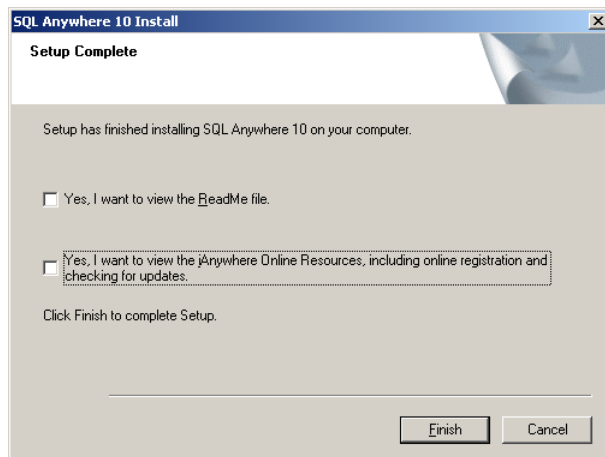 SQL Anywhere 10 Install
Setup Complete
Setup has finished installing SQL Anywhere 10 on your computer.
Yes, I want to view the ReadMe file.
Yes, I want to view the iAnywhere Online Resources, including online registration and
checking for updates.
Click Finish to complete Setup.
Finish
Cancel